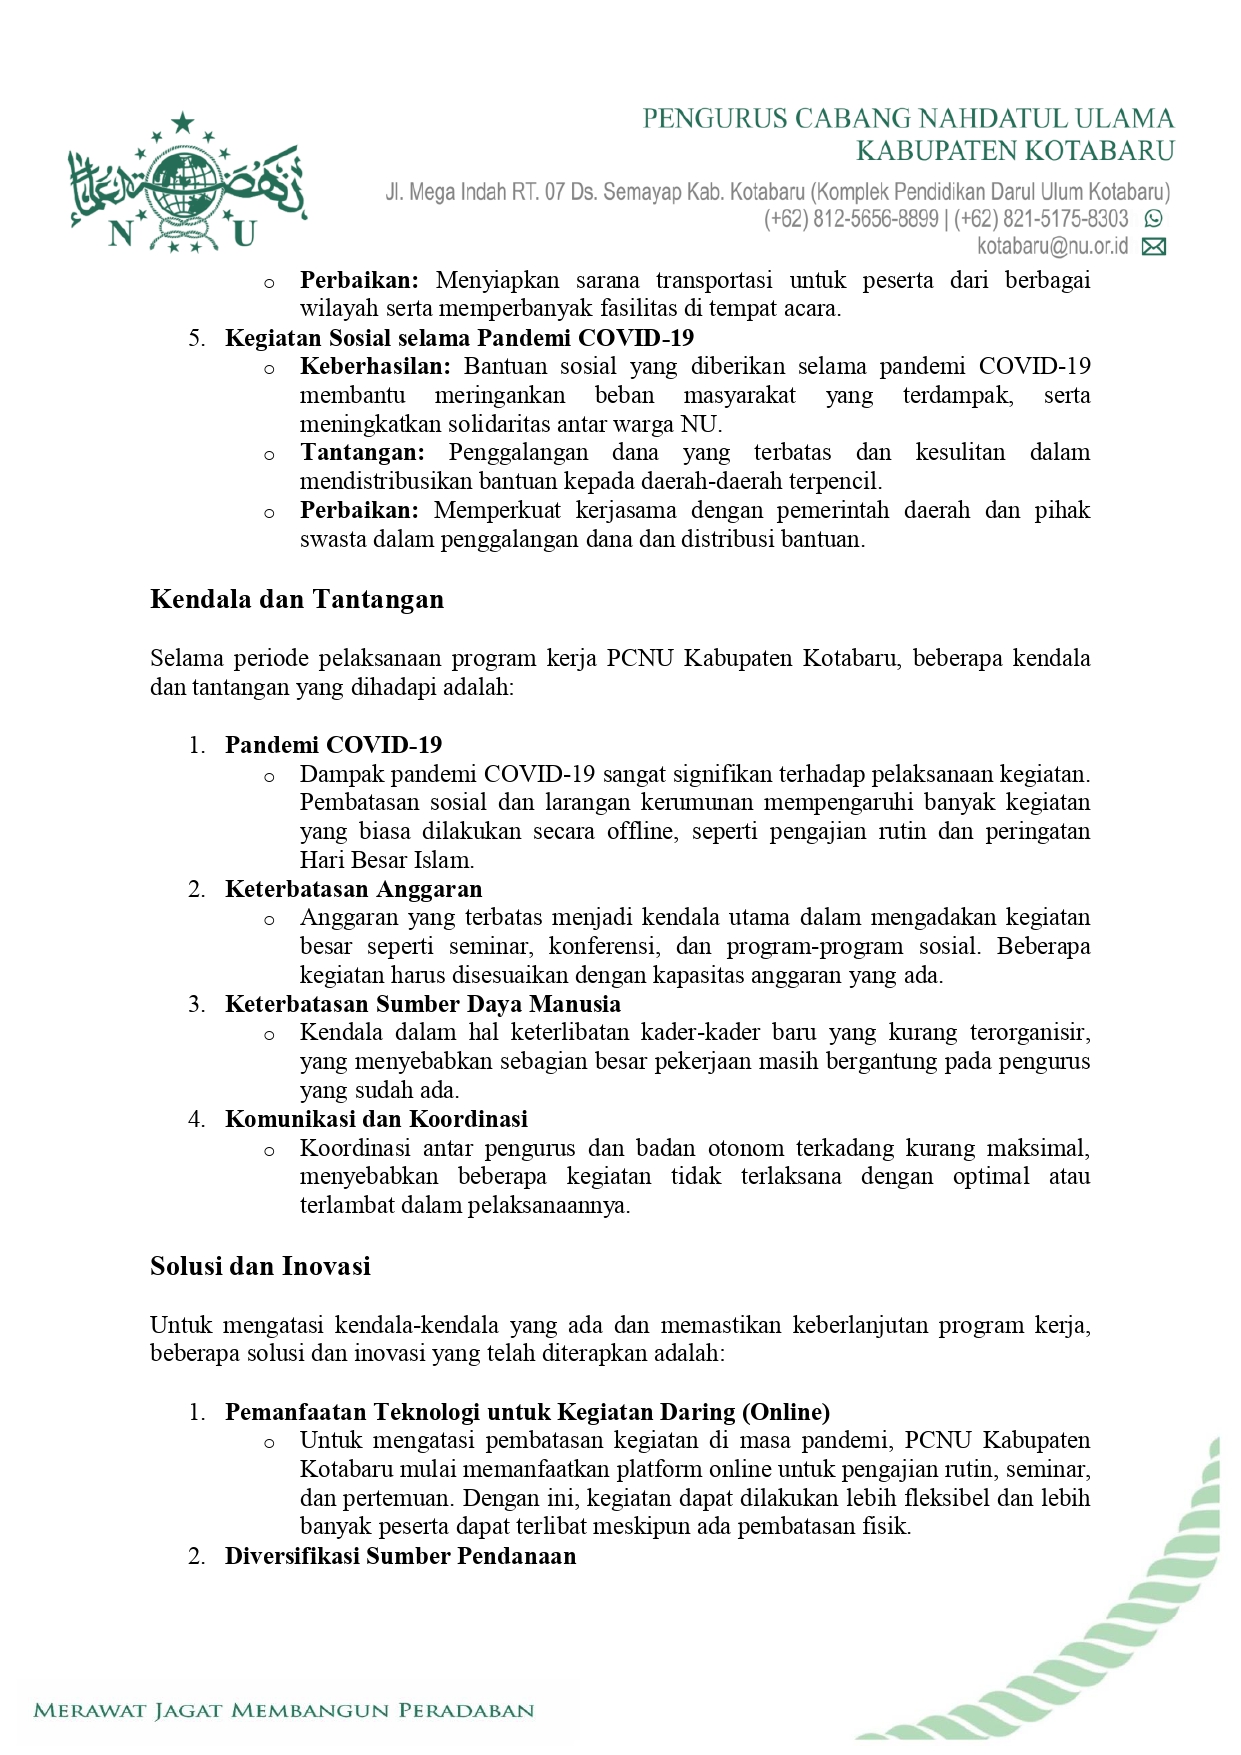 PENGURUS CABANG NAHDATUL ULAMA
KABUPATEN KOTABARU
Jl. Mega Indah RT. 07 Ds. Semayap Kab. Kotabaru (Komplek Pendidikan Darul Ulum Kotabaru)
(+62) 812-5656-8899 | (+62) 821-5175-8303
kotabaru@nu.or.id
نهضة العلماء
N U
o Perbaikan: Menyiapkan sarana transportasi untuk peserta dari berbagai
wilayah serta memperbanyak fasilitas di tempat acara.
5. Kegiatan Sosial selama Pandemi COVID-19
o Keberhasilan: Bantuan sosial yang diberikan selama pandemi COVID-19
membantu meringankan beban masyarakat yang terdampak, serta
meningkatkan solidaritas antar warga NU.
o Tantangan: Penggalangan dana yang terbatas dan kesulitan dalam
mendistribusikan bantuan kepada daerah-daerah terpencil.
o Perbaikan: Memperkuat kerjasama dengan pemerintah daerah dan pihak
swasta dalam penggalangan dana dan distribusi bantuan.
Kendala dan Tantangan
Selama periode pelaksanaan program kerja PCNU Kabupaten Kotabaru, beberapa kendala
dan tantangan yang dihadapi adalah:
1. Pandemi COVID-19
o Dampak pandemi COVID-19 sangat signifikan terhadap pelaksanaan kegiatan.
Pembatasan sosial dan larangan kerumunan mempengaruhi banyak kegiatan
yang biasa dilakukan secara offline, seperti pengajian rutin dan peringatan
Hari Besar Islam.
2. Keterbatasan Anggaran
o Anggaran yang terbatas menjadi kendala utama dalam mengadakan kegiatan
besar seperti seminar, konferensi, dan program-program sosial. Beberapa
kegiatan harus disesuaikan dengan kapasitas anggaran yang ada.
3. Keterbatasan Sumber Daya Manusia
o Kendala dalam hal keterlibatan kader-kader baru yang kurang terorganisir,
yang menyebabkan sebagian besar pekerjaan masih bergantung pada pengurus
yang sudah ada.
4. Komunikasi dan Koordinasi
o Koordinasi antar pengurus dan badan otonom terkadang kurang maksimal,
menyebabkan beberapa kegiatan tidak terlaksana dengan optimal atau
terlambat dalam pelaksanaannya.
Solusi dan Inovasi
Untuk mengatasi kendala-kendala yang ada dan memastikan keberlanjutan program kerja,
beberapa solusi dan inovasi yang telah diterapkan adalah:
1. Pemanfaatan Teknologi untuk Kegiatan Daring (Online)
o Untuk mengatasi pembatasan kegiatan di masa pandemi, PCNU Kabupaten
Kotabaru mulai memanfaatkan platform online untuk pengajian rutin, seminar,
dan pertemuan. Dengan ini, kegiatan dapat dilakukan lebih fleksibel dan lebih
banyak peserta dapat terlibat meskipun ada pembatasan fisik.
2. Diversifikasi Sumber Pendanaan
MERAWAT JAGAT MEMBANGUN PERADABAN